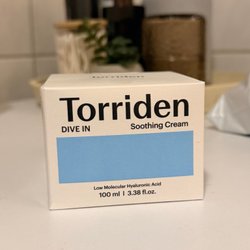 Torriden
DIVE IN Soothing Cream
Low Molecular Hyaluronic Acid
100 ml | 3.38 fl.oz.